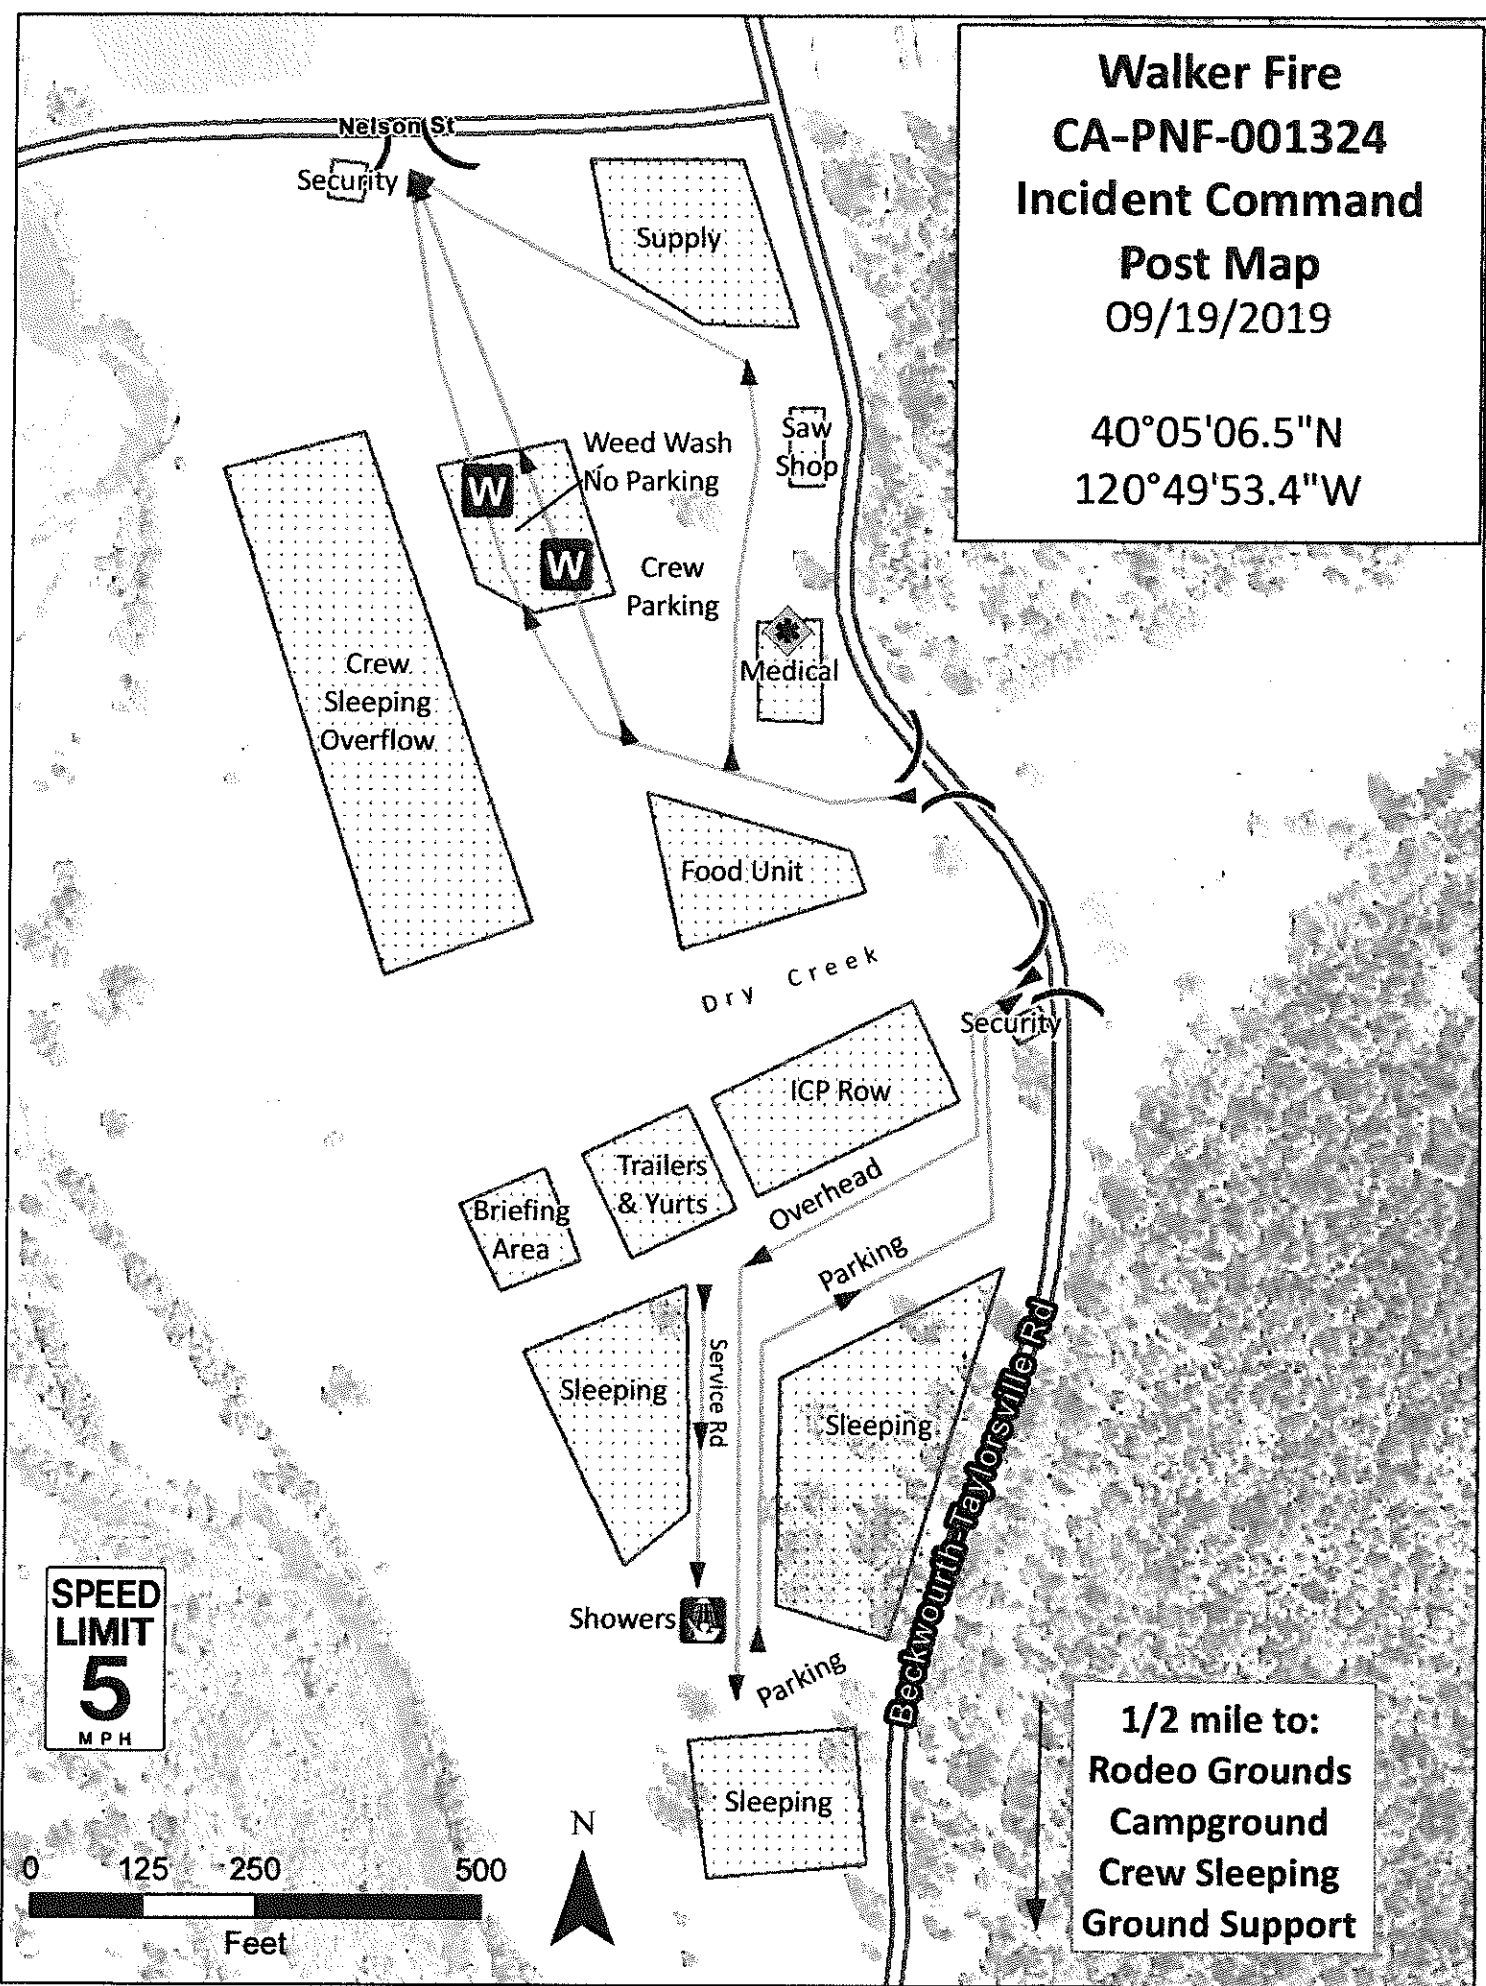 Walker Fire
CA-PNF-001324
Incident Command
Post Map
09/19/2019
40°05'06.5"N
120°49'53.4"W
Nelson St
Security
Supply
Saw
Shop
Weed Wash
No Parking
W
W
Crew
Parking
Medical
Crew
Sleeping
Overflow
Food Unit
Dry Creek
Security
ICP Row
Trailers
& Yurts
Overhead
Briefing
Area
Parking
Service Rd
Sleeping
Sleeping
Beckwourth-Taylorsville Rd
Showers
Parking
Sleeping
SPEED
LIMIT
5
MPH
N
0 125 250 500
Feet
1/2 mile to:
Rodeo Grounds
Campground
Crew Sleeping
Ground Support